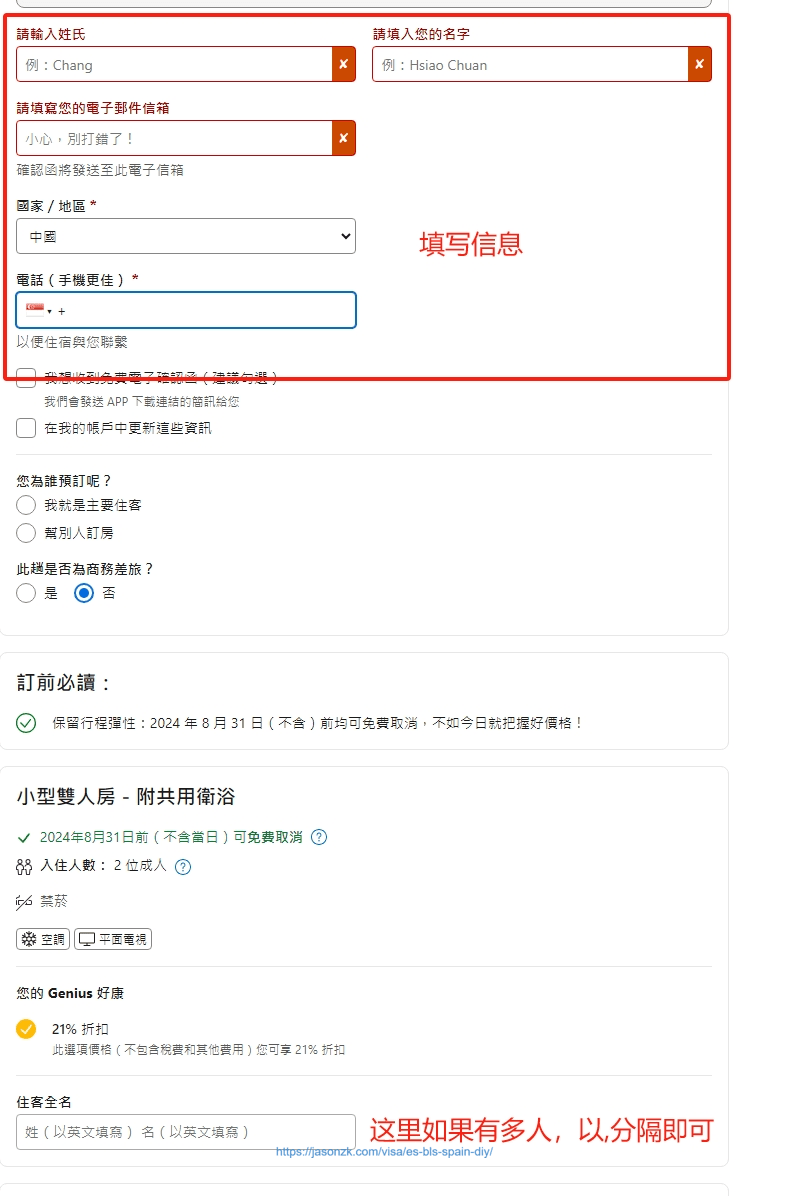 請輸入姓氏
請填入您的名字
例：Chang
例：Hsiao Chuan
請填寫您的電子郵件信箱
小心，別打錯了！
確認函將發送至此電子信箱
國家 / 地區 *
中國
填写信息
電話（手機更佳）*
+
以便住宿與您聯繫
我想收到免費電子確認函（建議勾選）
我們會發送 APP 下載連結的簡訊給您
在我的帳戶中更新這些資訊
您為誰預訂呢？
我就是主要住客
幫別人訂房
此趟是否為商務差旅？
是 否
訂前必讀：
保留行程彈性：2024 年 8 月 31 日（不含）前均可免費取消，不如今日就把握好價格！
小型雙人房 - 附共用衛浴
2024年8月31日前（不含當日）可免費取消
入住人數： 2 位成人
禁菸
空調 平面電視
您的 Genius 好康
21% 折扣
此選項價格（不包含稅費和其他費用）您可享 21% 折扣
住客全名
姓（以英文填寫） 名（以英文填寫）
这里如果有多人，以,分隔即可
https://jasonzk.com/visa/es-bls-spain-diy/